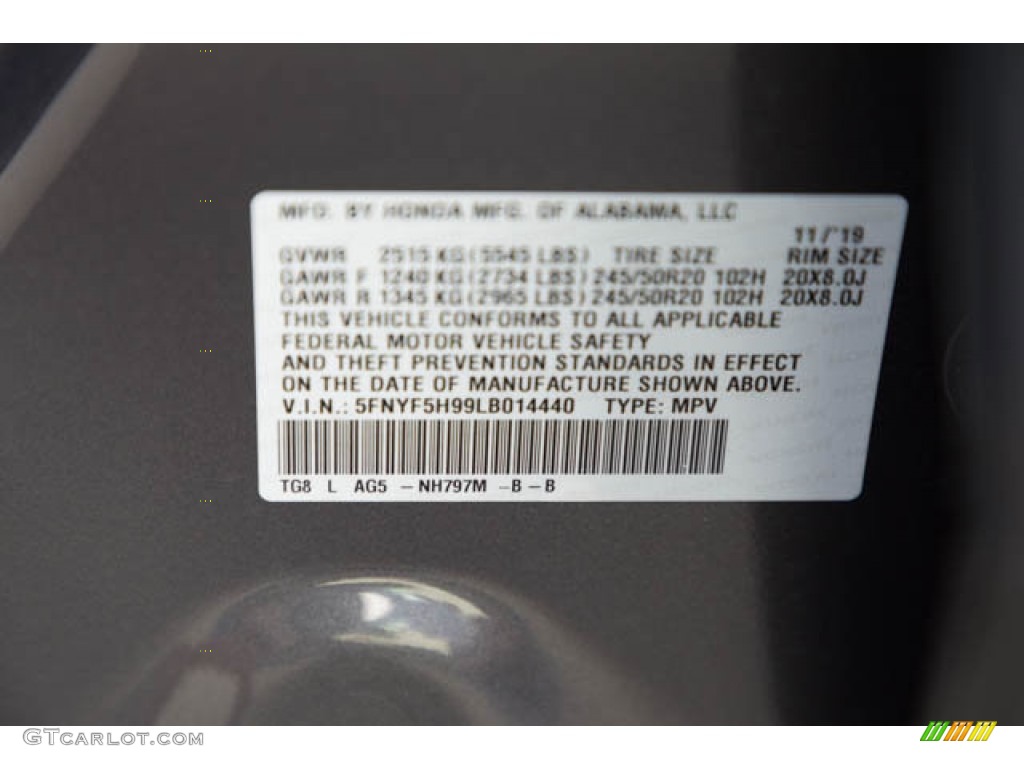 MFG. BY HONDA MFG. OF ALABAMA, LLC
11/'19
GVWR 2515 KG(5545 LBS) TIRE SIZE RIM SIZE
GAWR F 1240 KG(2734 LBS) 245/50R20 102H 20X8.0J
GAWR R 1345 KG(2965 LBS) 245/50R20 102H 20X8.0J
THIS VEHICLE CONFORMS TO ALL APPLICABLE
FEDERAL MOTOR VEHICLE SAFETY
AND THEFT PREVENTION STANDARDS IN EFFECT
ON THE DATE OF MANUFACTURE SHOWN ABOVE.
V.I.N.: 5FNYF5H99LB014440 TYPE: MPV
TG8 L AG5 -NH797M -B-B
GTCARLOT.COM